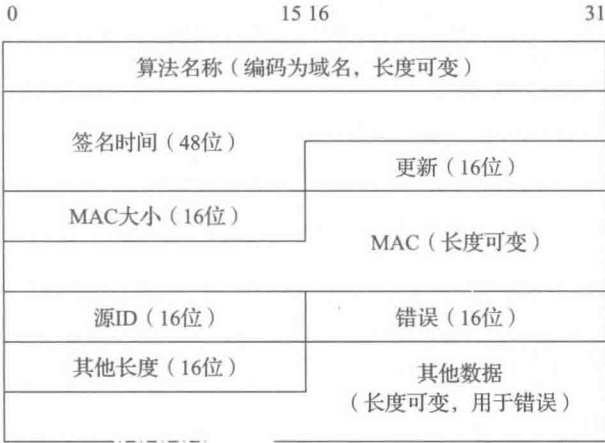 0 15 16 31
算法名称（编码为域名，长度可变）
签名时间（48位）
更新（16位）
MAC大小（16位）
MAC（长度可变）
源ID（16位）
错误（16位）
其他长度（16位）
其他数据
（长度可变，用于错误）